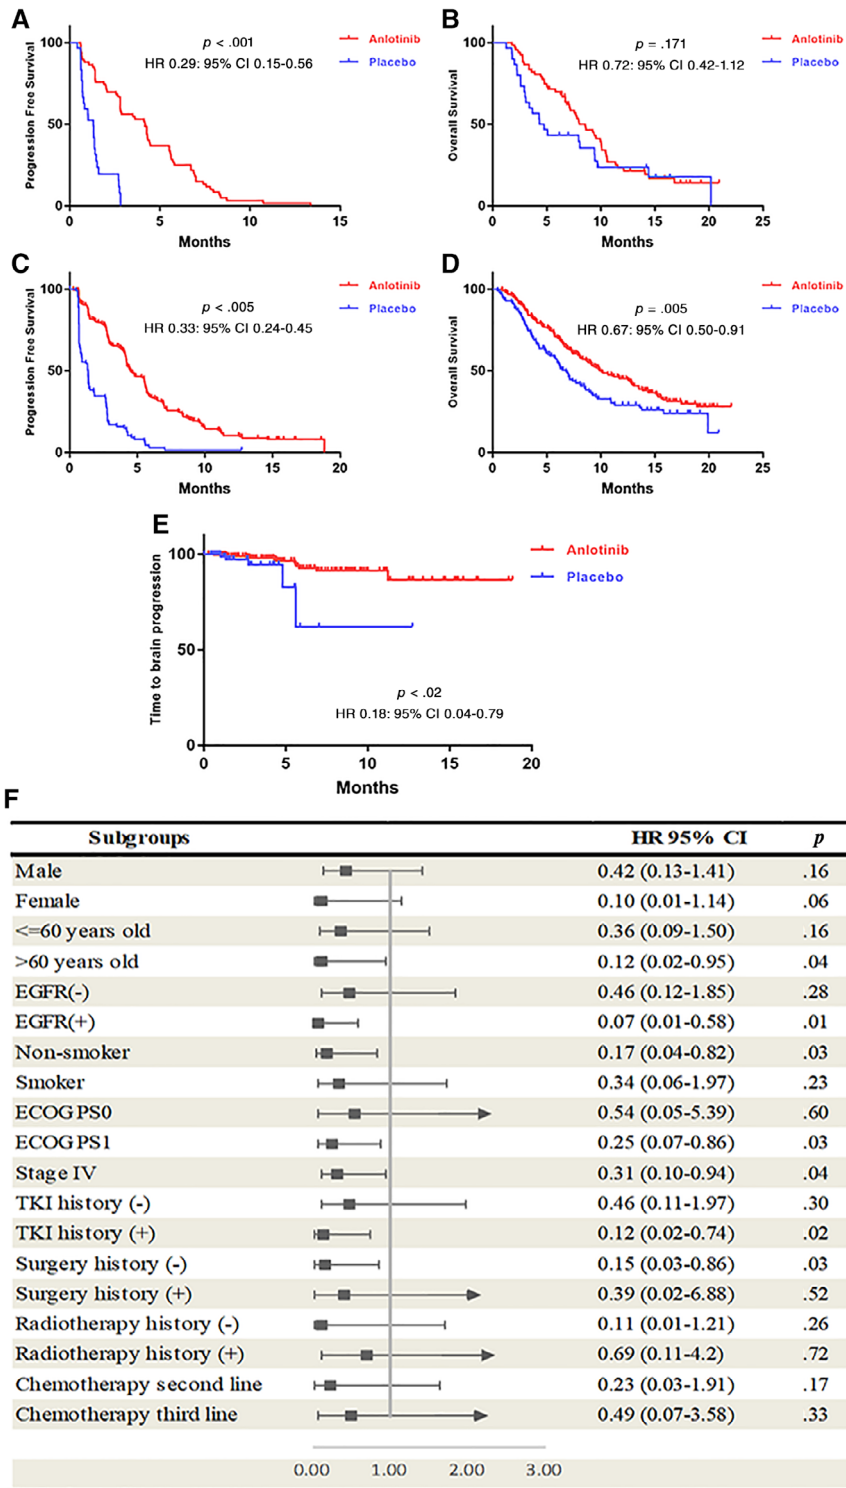 A
Progression Free Survival
100
50
0
0 5 10 15
Months
p < .001
HR 0.29: 95% CI 0.15-0.56
Anlotinib
Placebo
B
Overall Survival
100
50
0
0 5 10 15 20 25
Months
p = .171
HR 0.72: 95% CI 0.42-1.12
Anlotinib
Placebo
C
Progression Free Survival
100
50
0
0 5 10 15 20
Months
p < .005
HR 0.33: 95% CI 0.24-0.45
Anlotinib
Placebo
D
Overall Survival
100
50
0
0 5 10 15 20 25
Months
p = .005
HR 0.67: 95% CI 0.50-0.91
Anlotinib
Placebo
E
Time to brain progression
100
50
0
0 5 10 15 20
Months
p < .02
HR 0.18: 95% CI 0.04-0.79
Anlotinib
Placebo
F
Subgroups HR 95% CI p
Male 0.42 (0.13-1.41) .16
Female 0.10 (0.01-1.14) .06
<=60 years old 0.36 (0.09-1.50) .16
>60 years old 0.12 (0.02-0.95) .04
EGFR(-) 0.46 (0.12-1.85) .28
EGFR(+) 0.07 (0.01-0.58) .01
Non-smoker 0.17 (0.04-0.82) .03
Smoker 0.34 (0.06-1.97) .23
ECOG PS0 0.54 (0.05-5.39) .60
ECOG PS1 0.25 (0.07-0.86) .03
Stage IV 0.31 (0.10-0.94) .04
TKI history (-) 0.46 (0.11-1.97) .30
TKI history (+) 0.12 (0.02-0.74) .02
Surgery history (-) 0.15 (0.03-0.86) .03
Surgery history (+) 0.39 (0.02-6.88) .52
Radiotherapy history (-) 0.11 (0.01-1.21) .26
Radiotherapy history (+) 0.69 (0.11-4.2) .72
Chemotherapy second line 0.23 (0.03-1.91) .17
Chemotherapy third line 0.49 (0.07-3.58) .33
0.00 1.00 2.00 3.00